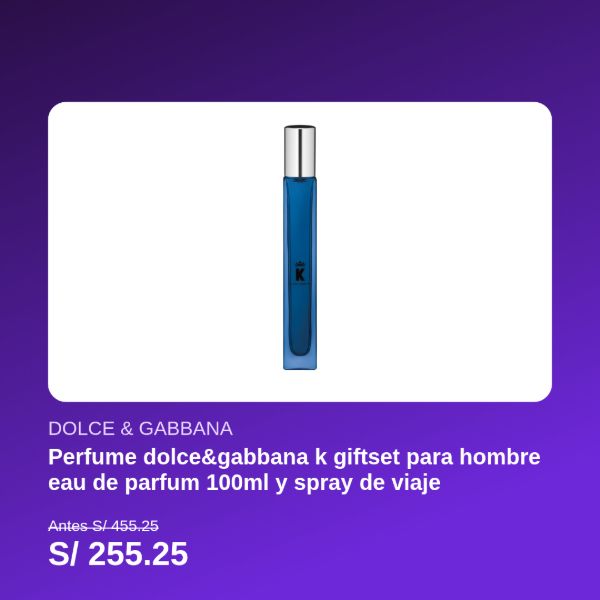 K
DOLCE & GABBANA
Perfume dolce&gabbana k giftset para hombre
eau de parfum 100ml y spray de viaje
Antes S/ 455.25
S/ 255.25